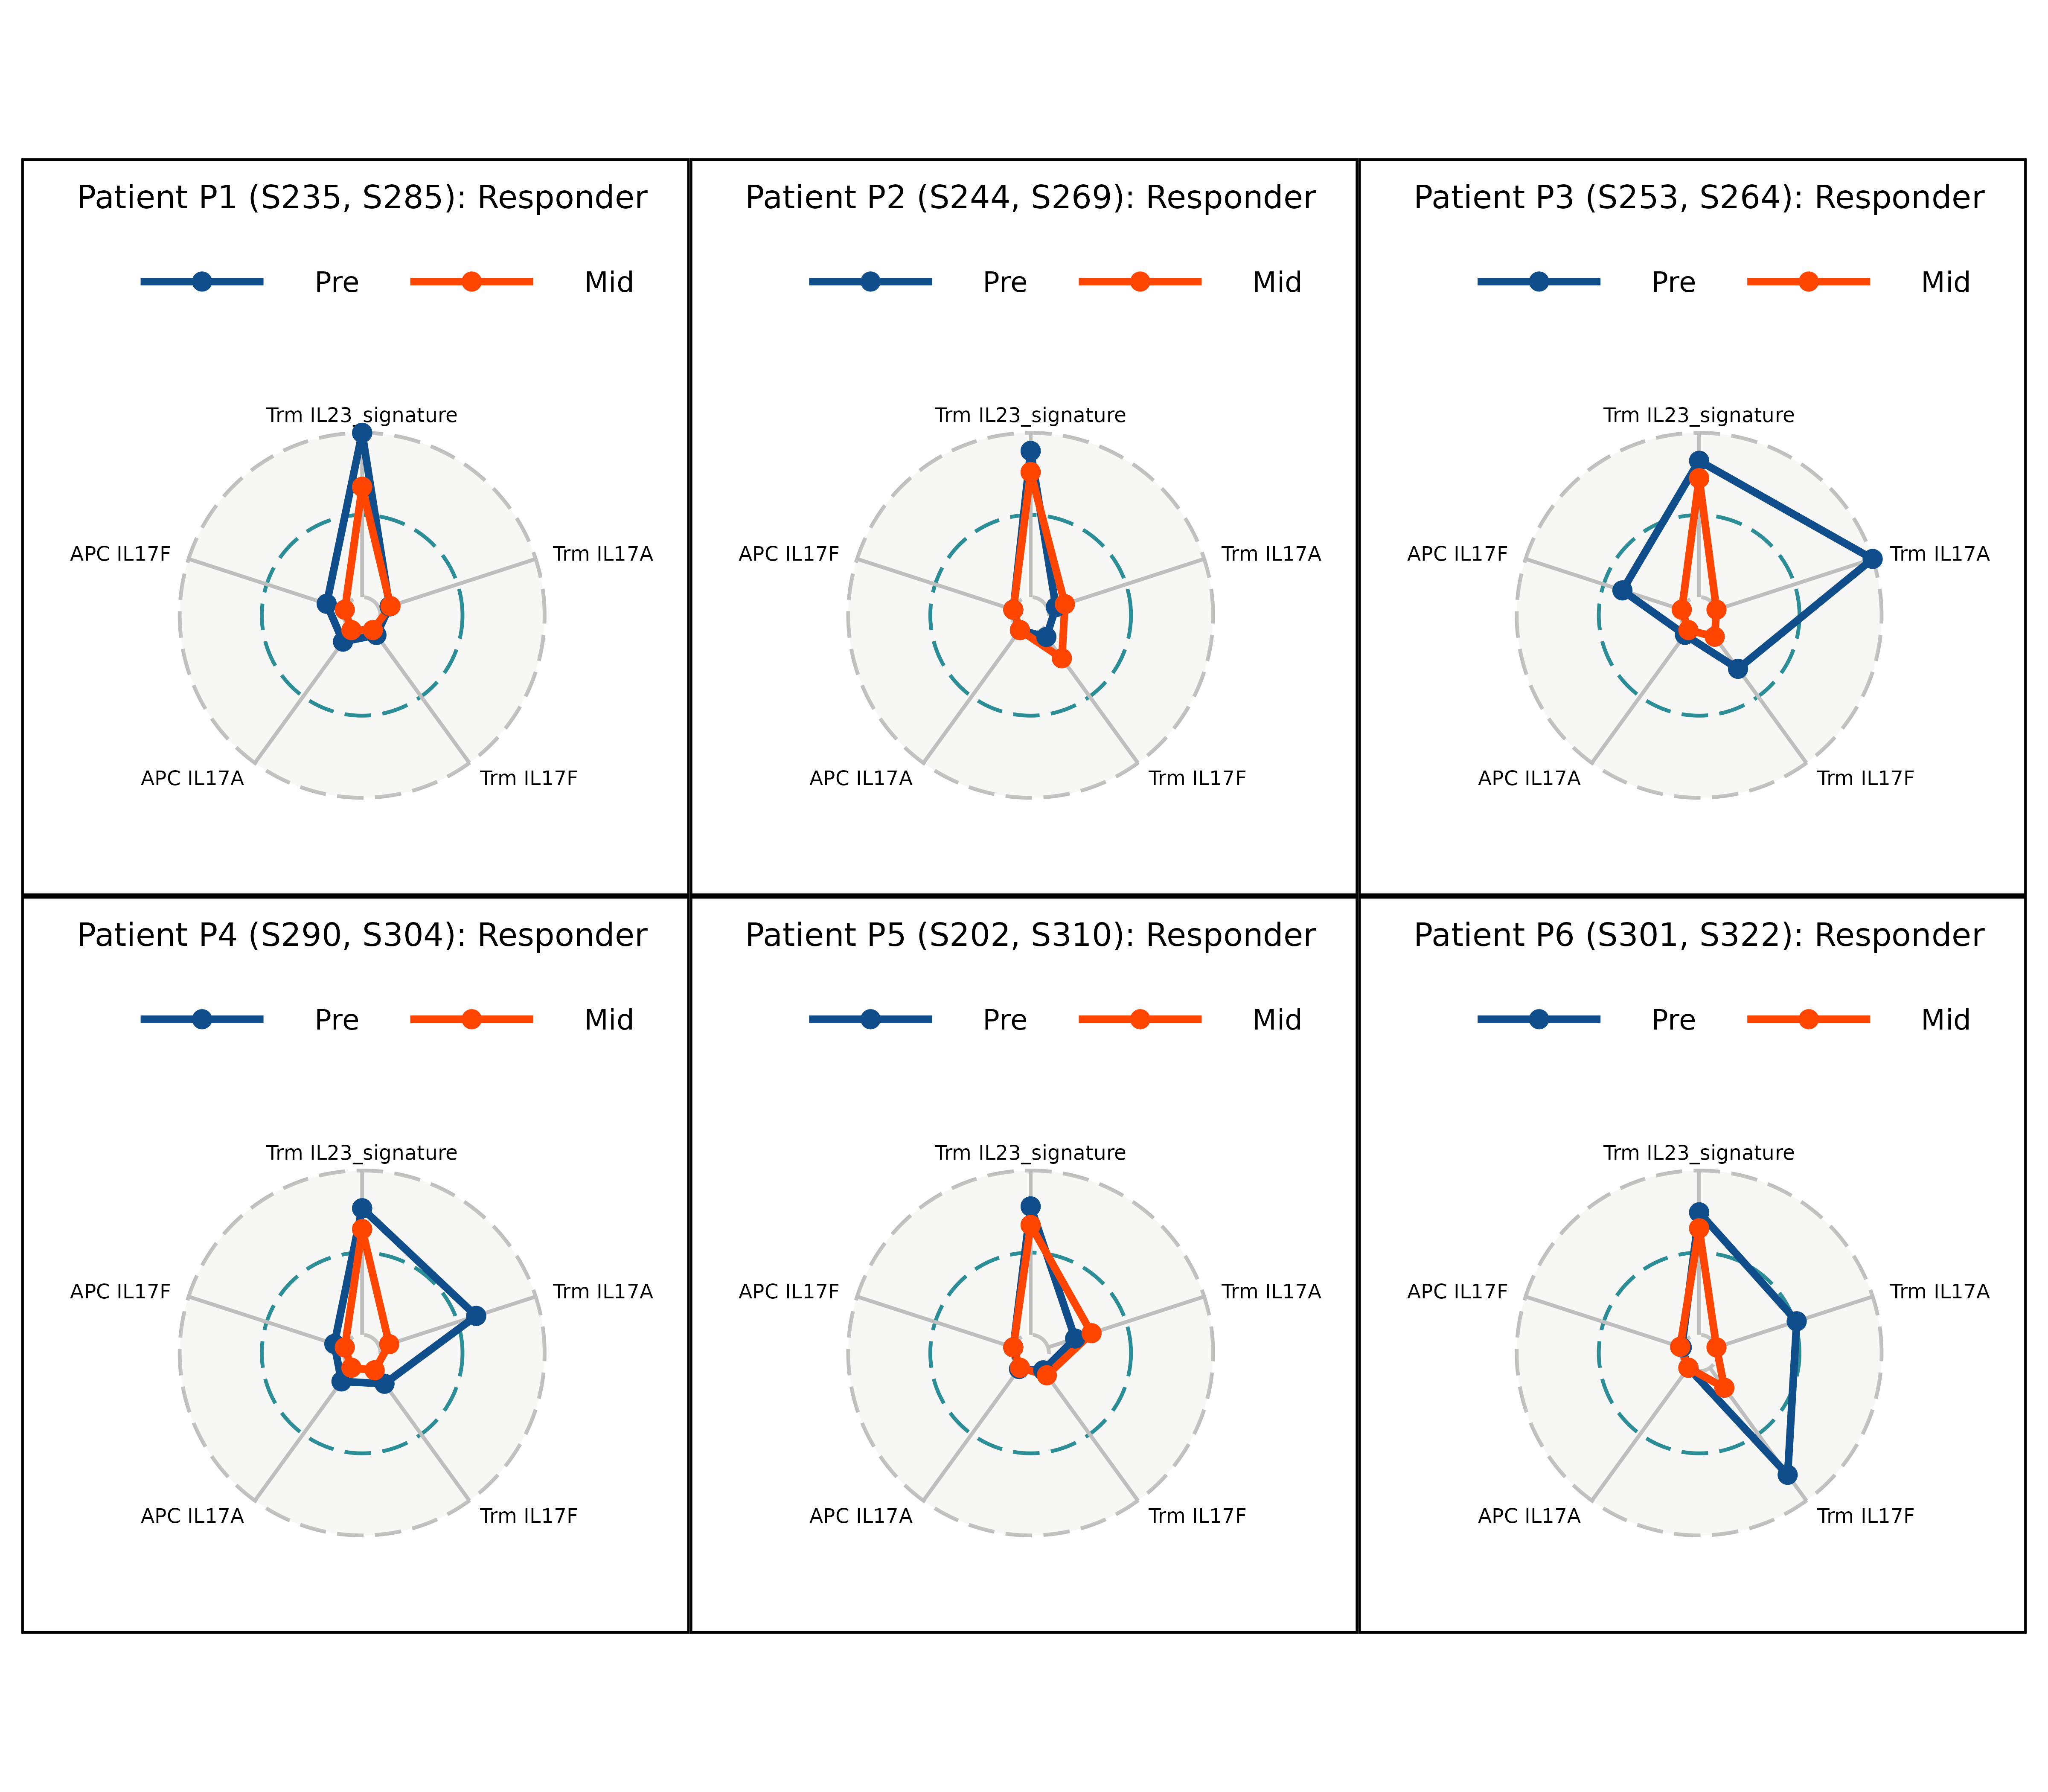 Patient P1 (S235, S285): Responder
Pre Mid
Trm IL23_signature
APC IL17F Trm IL17A
APC IL17A Trm IL17F
Patient P2 (S244, S269): Responder
Pre Mid
Trm IL23_signature
APC IL17F Trm IL17A
APC IL17A Trm IL17F
Patient P3 (S253, S264): Responder
Pre Mid
Trm IL23_signature
APC IL17F Trm IL17A
APC IL17A Trm IL17F
Patient P4 (S290, S304): Responder
Pre Mid
Trm IL23_signature
APC IL17F Trm IL17A
APC IL17A Trm IL17F
Patient P5 (S202, S310): Responder
Pre Mid
Trm IL23_signature
APC IL17F Trm IL17A
APC IL17A Trm IL17F
Patient P6 (S301, S322): Responder
Pre Mid
Trm IL23_signature
APC IL17F Trm IL17A
APC IL17A Trm IL17F